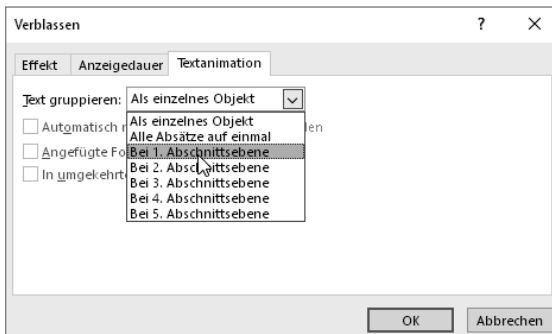 Verblassen ? ×
Effekt Anzeigedauer Textanimation
Text gruppieren: Als einzelnes Objekt
Als einzelnes Objekt
Automatisch
Alle Absätze auf einmal
Angefügte
Bei 1. Abschnittsebene
Bei 2. Abschnittsebene
In umgekehrte
Bei 3. Abschnittsebene
Bei 4. Abschnittsebene
Bei 5. Abschnittsebene
OK Abbrechen